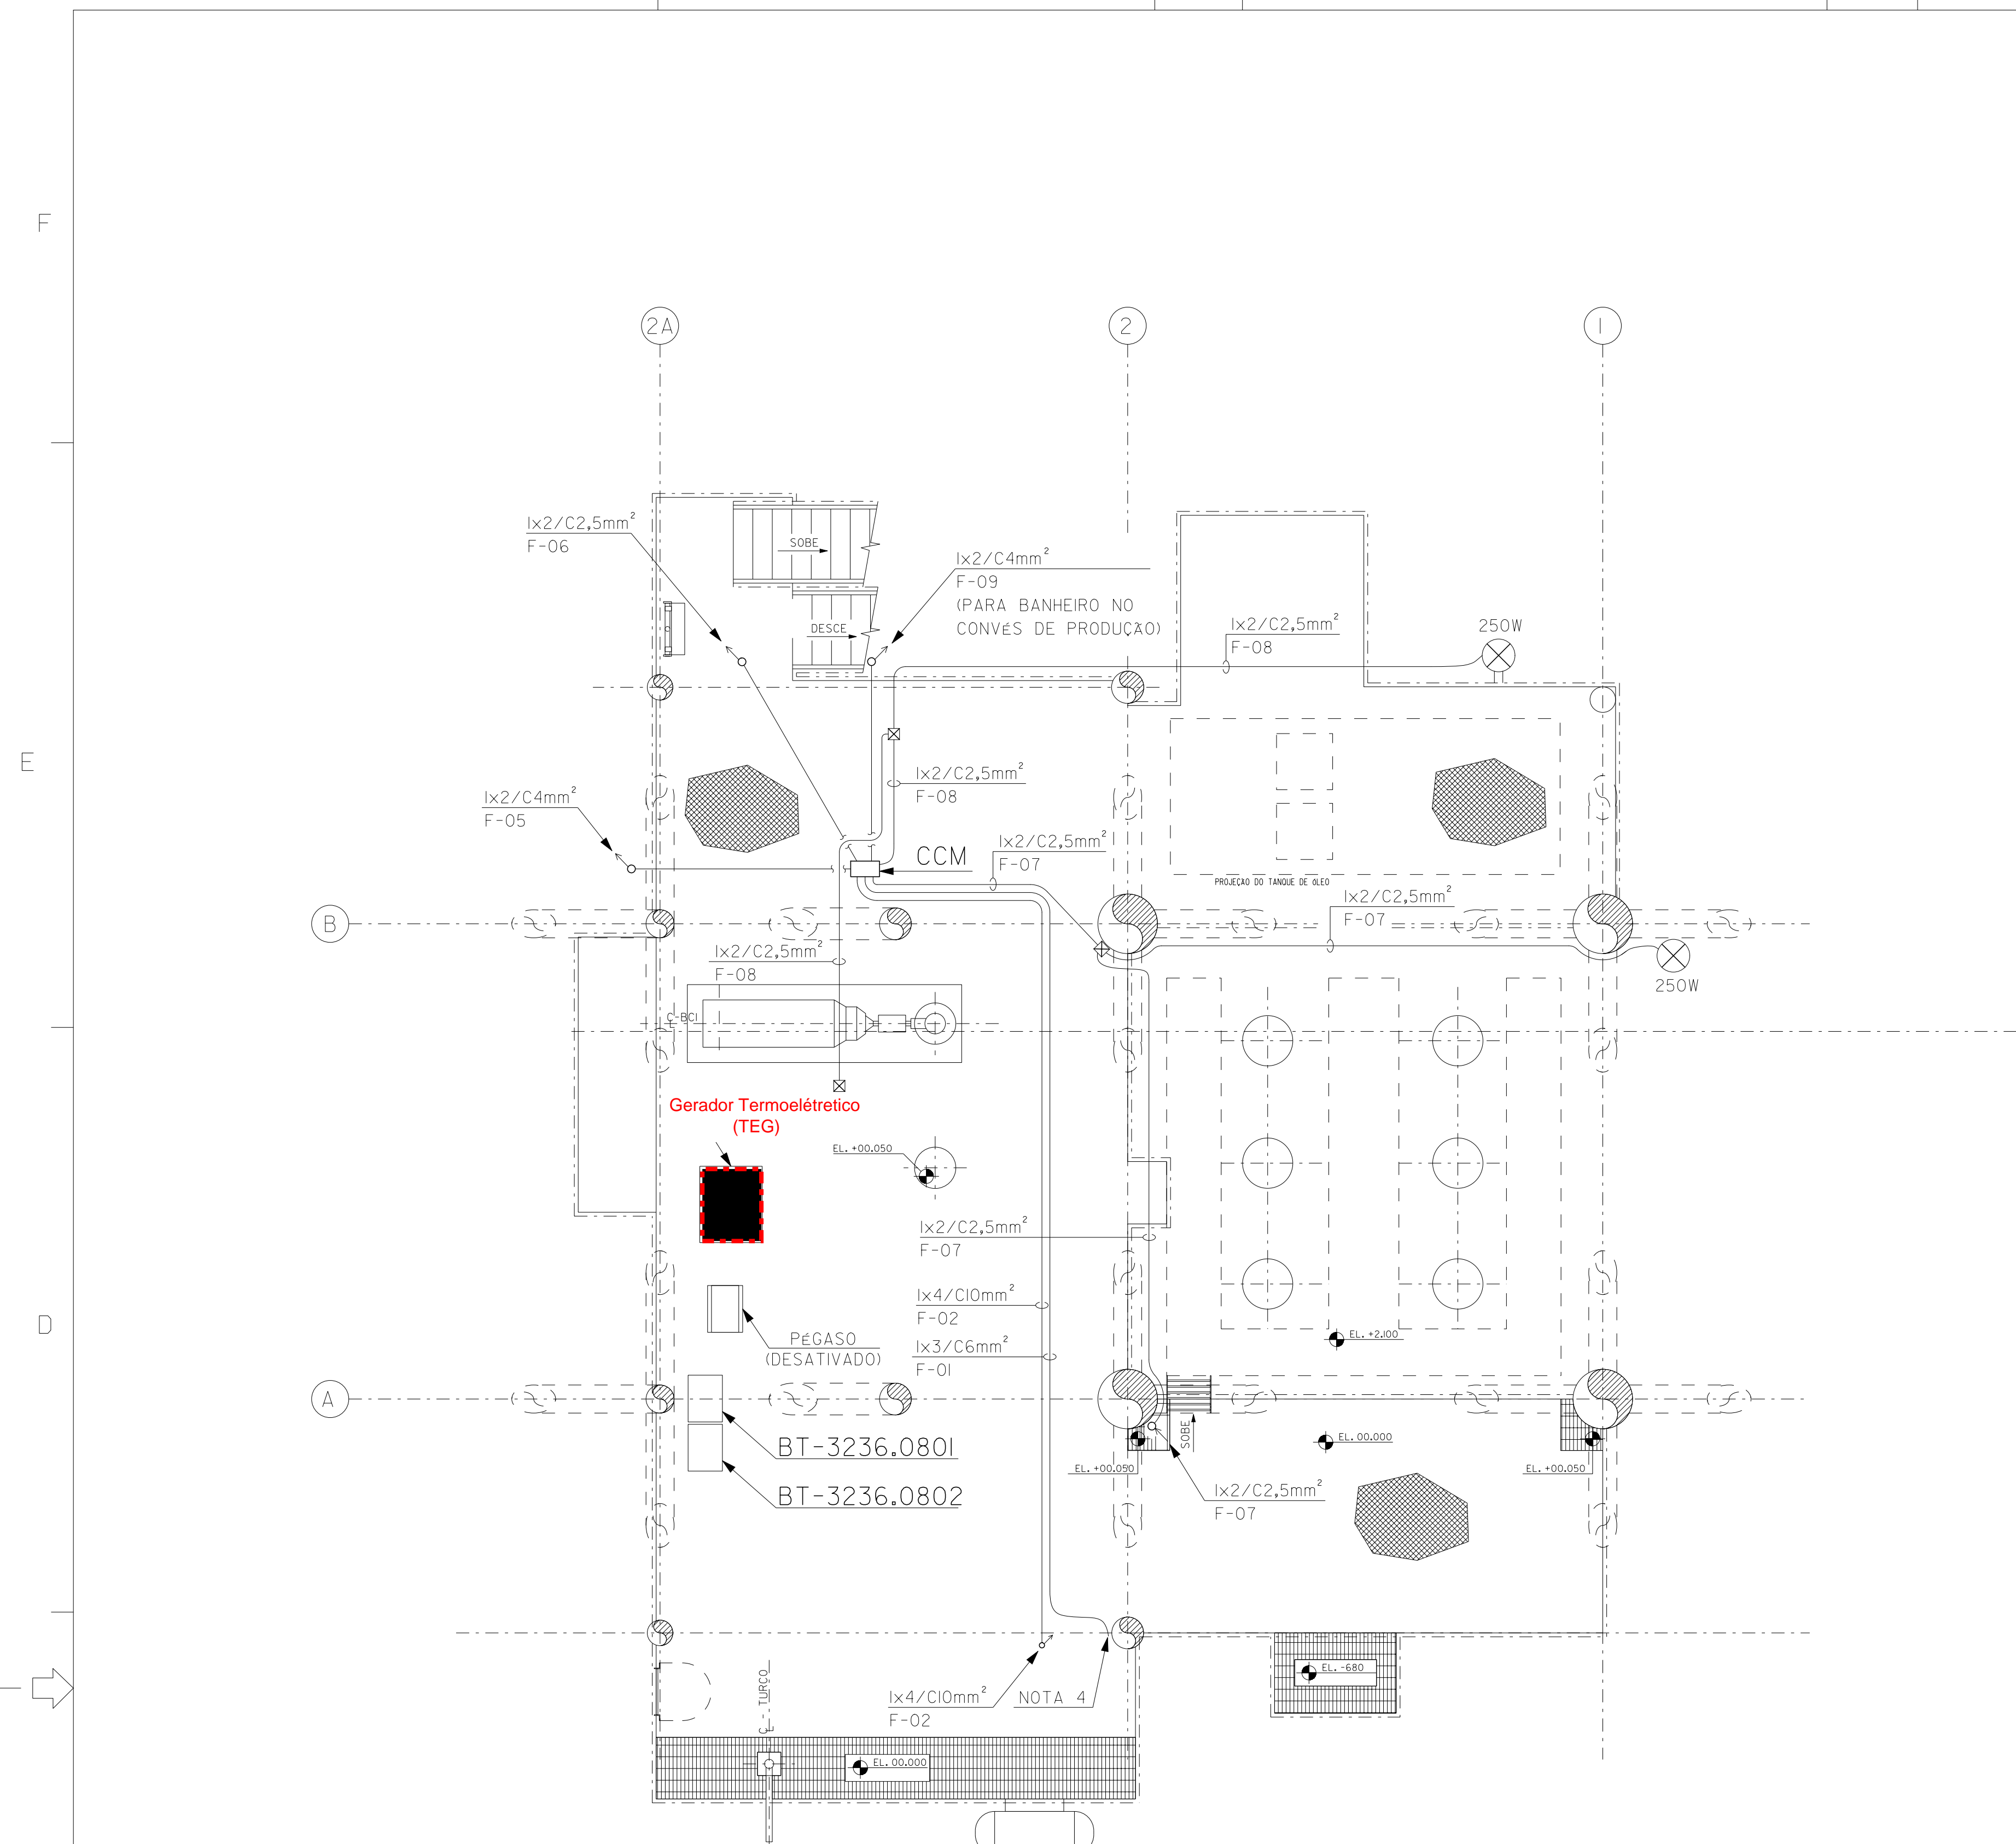 F
2A
2
1
1x2/C2,5mm²
F-06
SOBE
1x2/C4mm²
F-09
(PARA BANHEIRO NO
CONVÉS DE PRODUÇÃO)
DESCE
1x2/C2,5mm²
F-08
250W
E
1x2/C2,5mm²
F-08
1x2/C4mm²
F-05
CCM
1x2/C2,5mm²
F-07
PROJEÇÃO DO TANQUE DE ÓLEO
1x2/C2,5mm²
F-07
B
1x2/C2,5mm²
F-08
250W
C-BCI
Gerador Termoelétretico
(TEG)
EL. +00.050
1x2/C2,5mm²
F-07
1x4/C10mm²
F-02
D
PÉGASO
(DESATIVADO)
1x3/C6mm²
F-01
EL. +2.100
A
BT-3236.0801
BT-3236.0802
SOBE
EL. 00.000
EL. +00.050
EL. +00.050
1x2/C2,5mm²
F-07
EL. -680
C - TURCO
1x4/C10mm²
F-02
NOTA 4
EL. 00.000